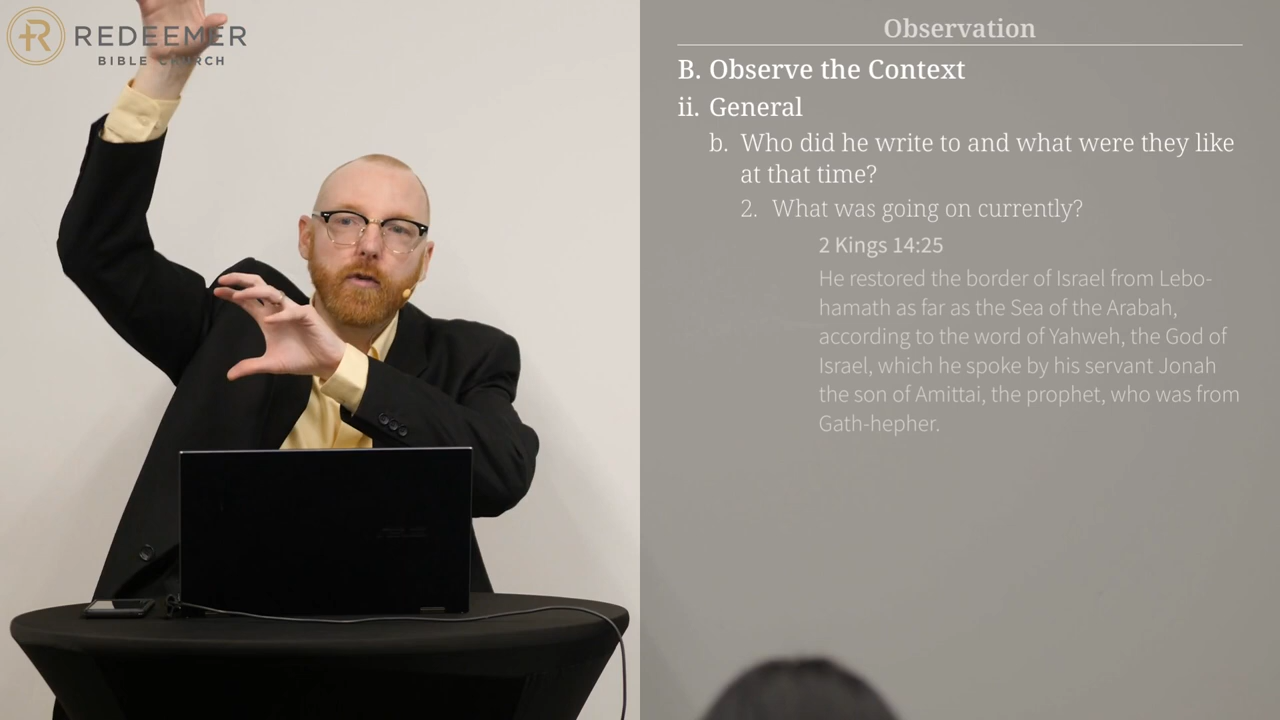 REDEEMER
BIBLE CHURCH
Observation
B. Observe the Context
ii. General
b. Who did he write to and what were they like
at that time?
2. What was going on currently?
2 Kings 14:25
He restored the border of Israel from Lebo-
hamath as far as the Sea of the Arabah,
according to the word of Yahweh, the God of
Israel, which he spoke by his servant Jonah
the son of Amittai, the prophet, who was from
Gath-hepher.